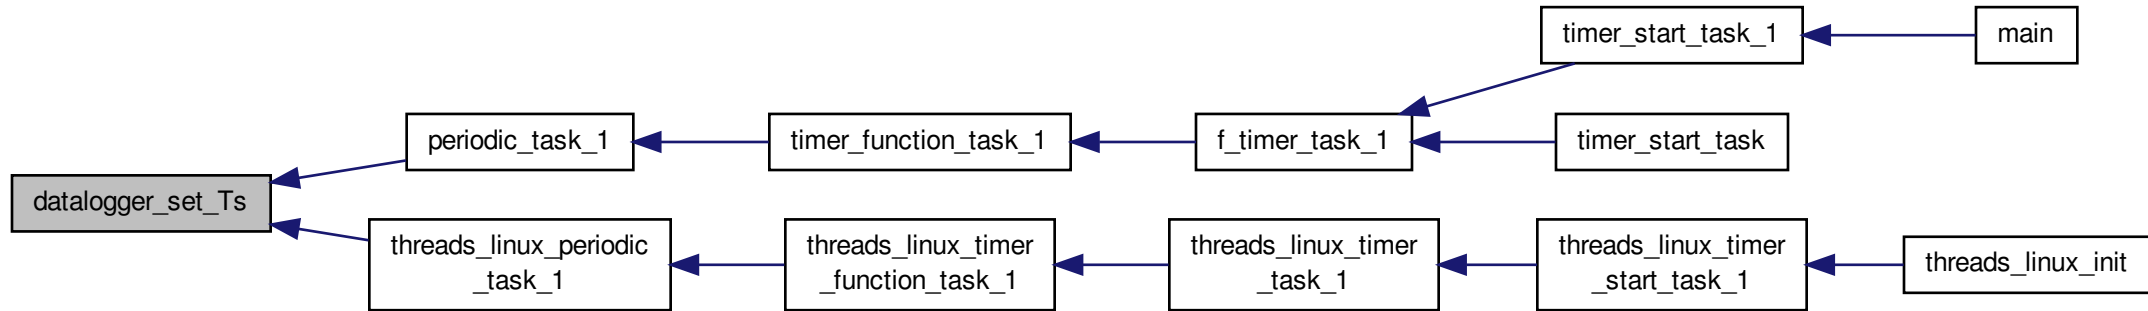 timer_start_task_1
main
periodic_task_1
timer_function_task_1
f_timer_task_1
timer_start_task
datalogger_set_Ts
threads_linux_periodic
_task_1
threads_linux_timer
_function_task_1
threads_linux_timer
_task_1
threads_linux_timer
_start_task_1
threads_linux_init